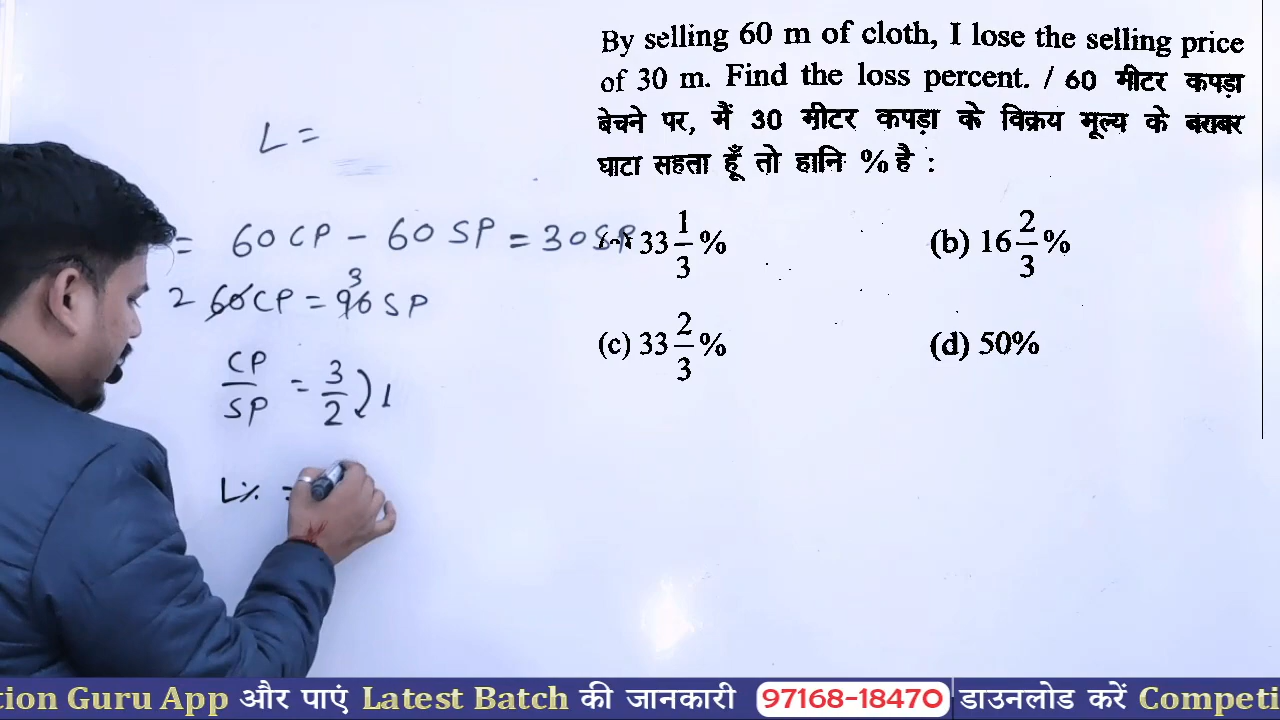 By selling 60 m of cloth, I lose the selling price
of 30 m. Find the loss percent. / 60 मीटर कपड़ा
बेचने पर, मैं 30 मीटर कपड़ा के विक्रय मूल्य के बराबर
घाटा सहता हूँ तो हानि % है :
33 1/3 % (b) 16 2/3 %
(c) 33 2/3 % (d) 50%
L =
= 60 CP - 60 SP = 30 SP
2 60 CP = 90 SP 3
CP/SP = 3/2 ) 1
L% =
tion Guru App और पाएं Latest Batch की जानकारी 97168-18470 डाउनलोड करें Competi